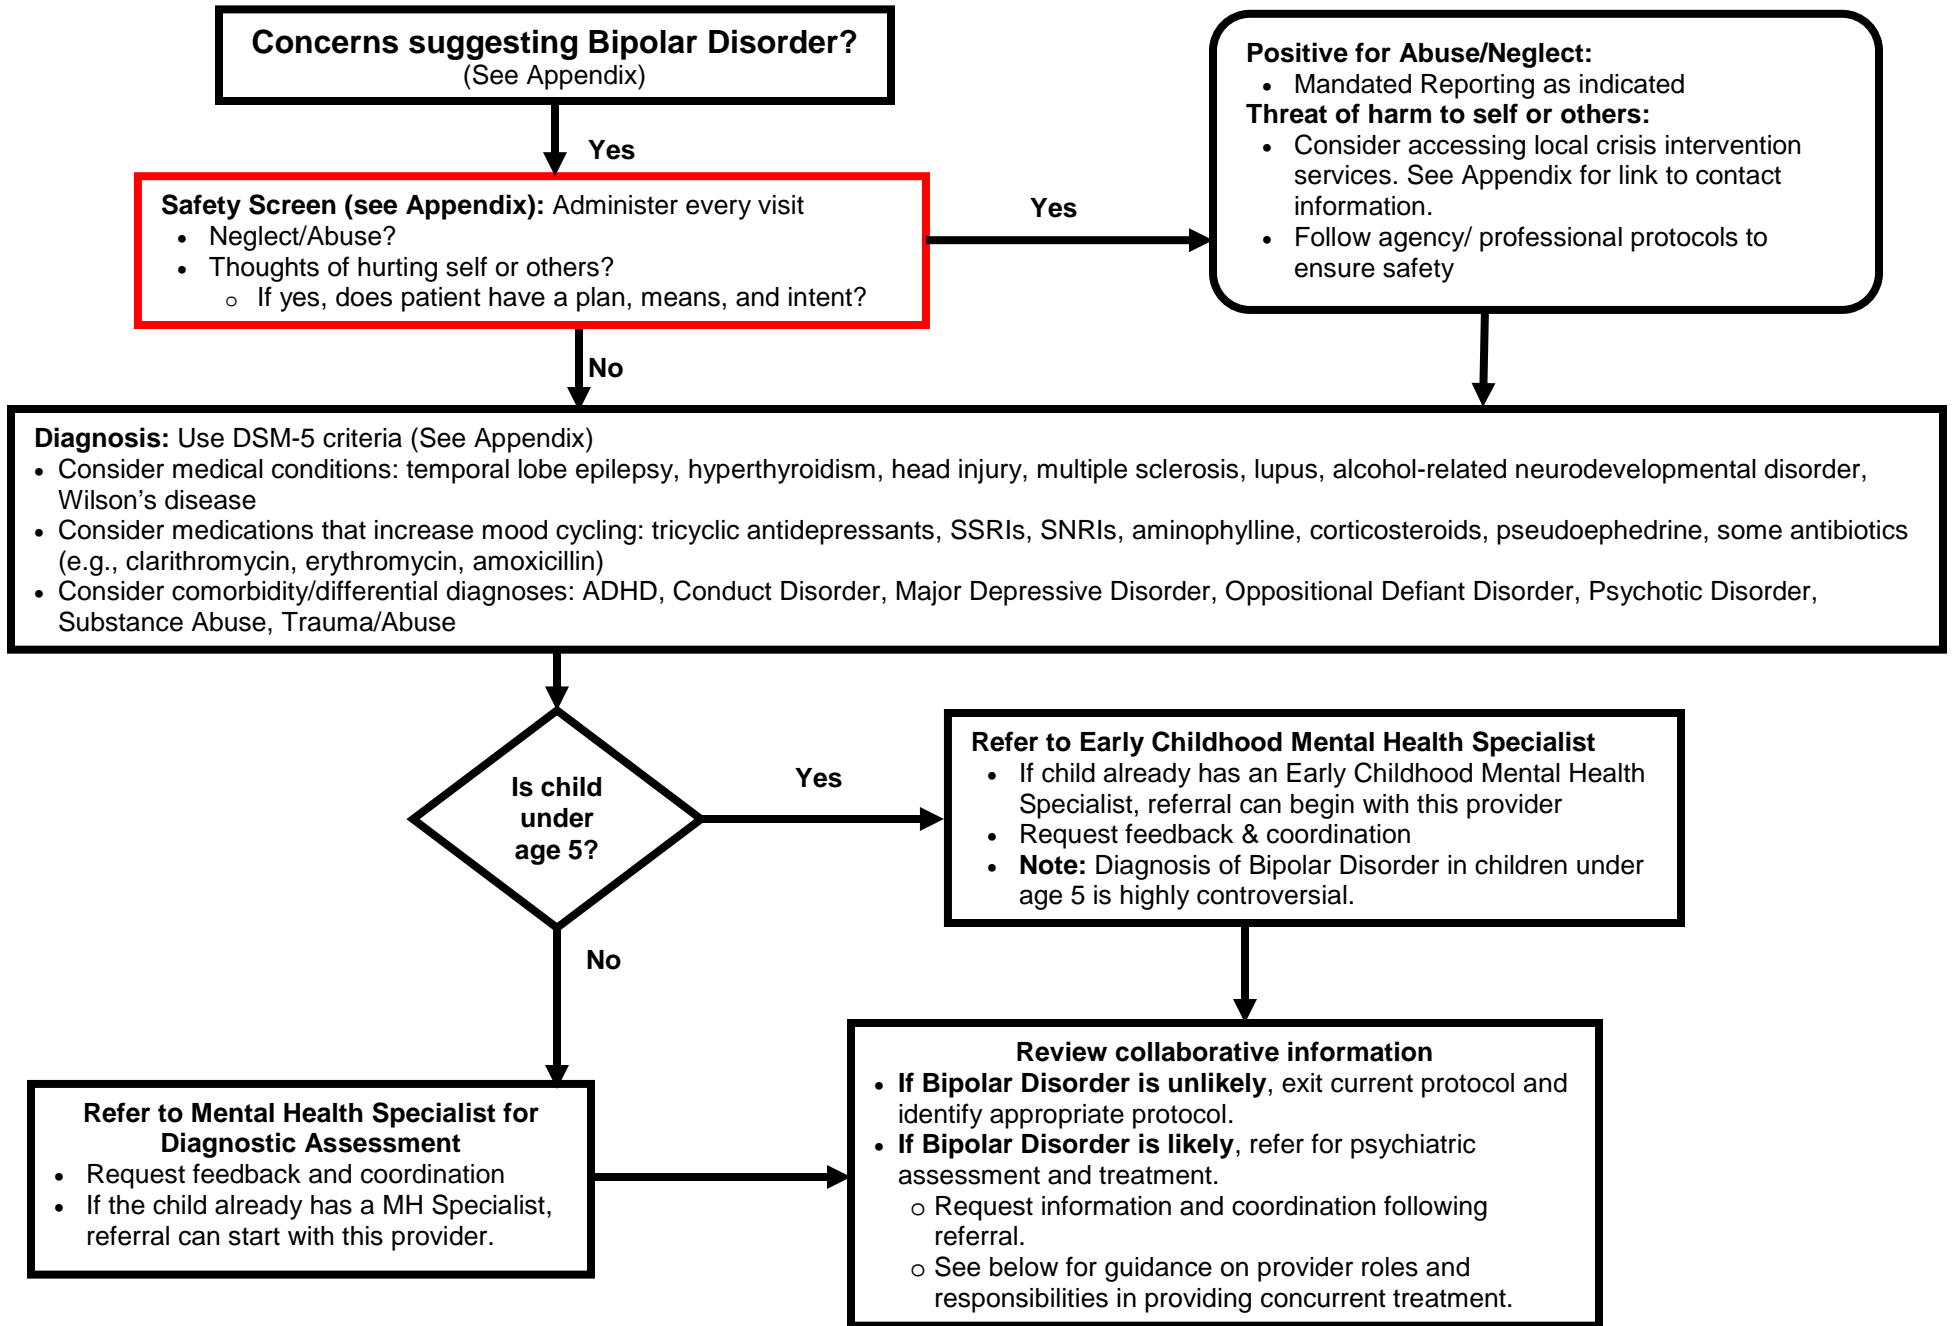 Concerns suggesting Bipolar Disorder?
(See Appendix)
Yes
Safety Screen (see Appendix): Administer every visit
• Neglect/Abuse?
• Thoughts of hurting self or others?
o If yes, does patient have a plan, means, and intent?
Yes
Positive for Abuse/Neglect:
• Mandated Reporting as indicated
Threat of harm to self or others:
• Consider accessing local crisis intervention
services. See Appendix for link to contact
information.
• Follow agency/ professional protocols to
ensure safety
No
Diagnosis: Use DSM-5 criteria (See Appendix)
• Consider medical conditions: temporal lobe epilepsy, hyperthyroidism, head injury, multiple sclerosis, lupus, alcohol-related neurodevelopmental disorder,
Wilson’s disease
• Consider medications that increase mood cycling: tricyclic antidepressants, SSRIs, SNRIs, aminophylline, corticosteroids, pseudoephedrine, some antibiotics
(e.g., clarithromycin, erythromycin, amoxicillin)
• Consider comorbidity/differential diagnoses: ADHD, Conduct Disorder, Major Depressive Disorder, Oppositional Defiant Disorder, Psychotic Disorder,
Substance Abuse, Trauma/Abuse
Is child
under
age 5?
Yes
Refer to Early Childhood Mental Health Specialist
• If child already has an Early Childhood Mental Health
Specialist, referral can begin with this provider
• Request feedback & coordination
• Note: Diagnosis of Bipolar Disorder in children under
age 5 is highly controversial.
No
Refer to Mental Health Specialist for
Diagnostic Assessment
• Request feedback and coordination
• If the child already has a MH Specialist,
referral can start with this provider.
Review collaborative information
• If Bipolar Disorder is unlikely, exit current protocol and
identify appropriate protocol.
• If Bipolar Disorder is likely, refer for psychiatric
assessment and treatment.
o Request information and coordination following
referral.
o See below for guidance on provider roles and
responsibilities in providing concurrent treatment.